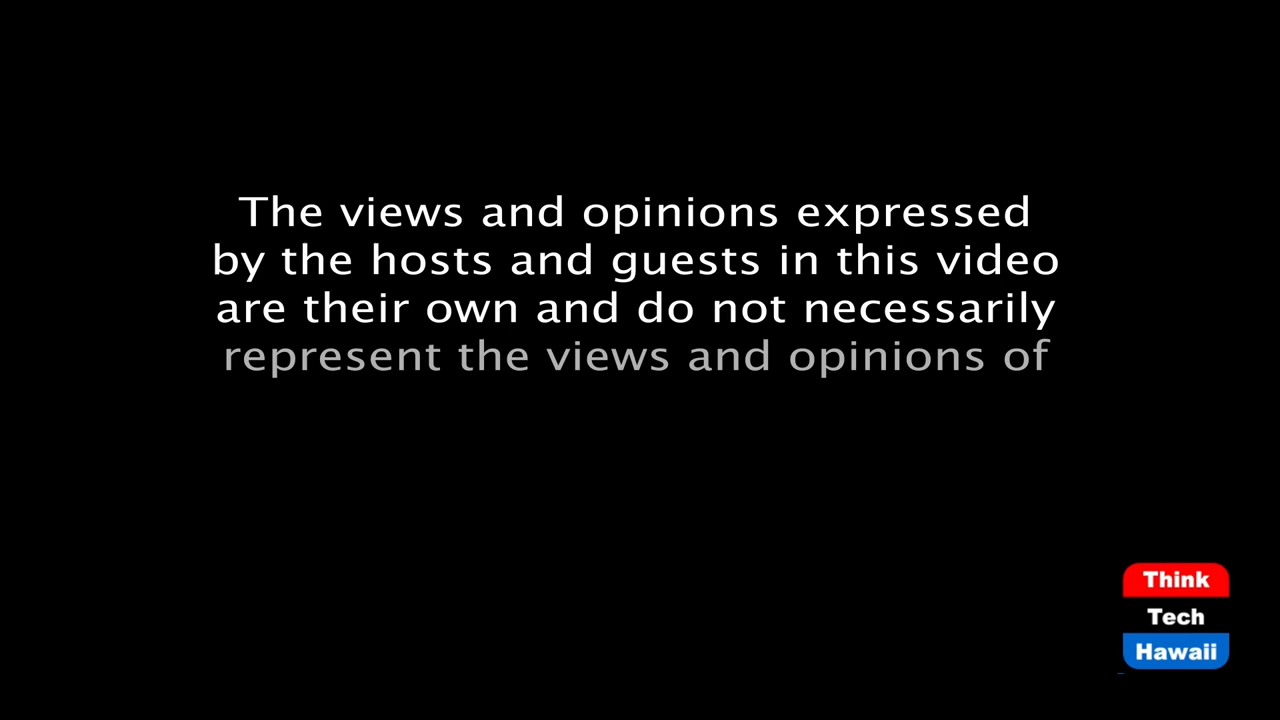 The views and opinions expressed
by the hosts and guests in this video
are their own and do not necessarily
represent the views and opinions of
Think
Tech
Hawaii